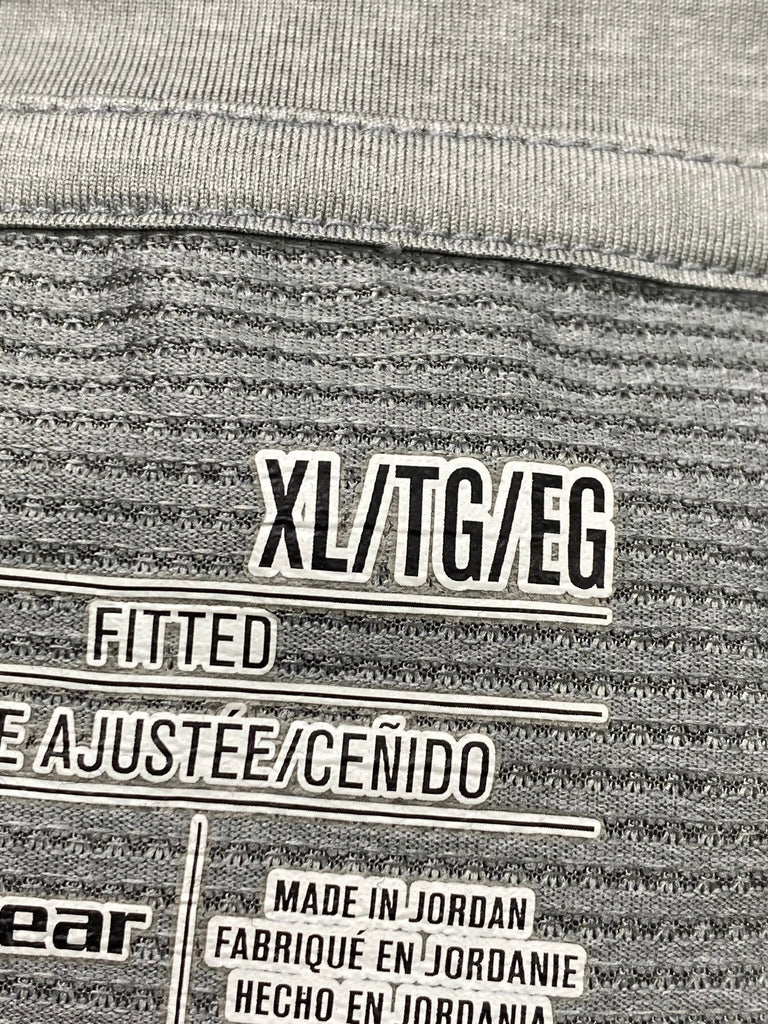 XL/TG/EG
FITTED
E AJUSTÉE/CEÑIDO
ear
MADE IN JORDAN
FABRIQUÉ EN JORDANIE
HECHO EN JORDANIA